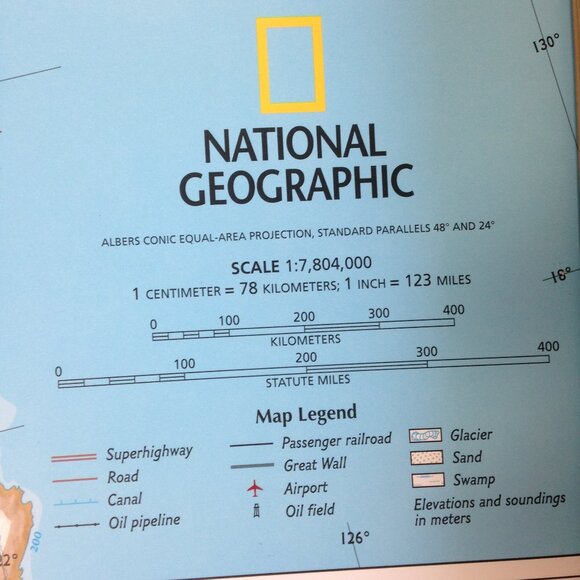 130°
NATIONAL
GEOGRAPHIC
ALBERS CONIC EQUAL-AREA PROJECTION, STANDARD PARALLELS 48° AND 24°
SCALE 1:7,804,000
1 CENTIMETER = 78 KILOMETERS; 1 INCH = 123 MILES
16°
0 100 200 300 400
KILOMETERS
0 100 200 300 400
STATUTE MILES
Map Legend
Superhighway
Road
Canal
Oil pipeline
Passenger railroad
Great Wall
Airport
Oil field
Glacier
Sand
Swamp
Elevations and soundings
in meters
200
126°